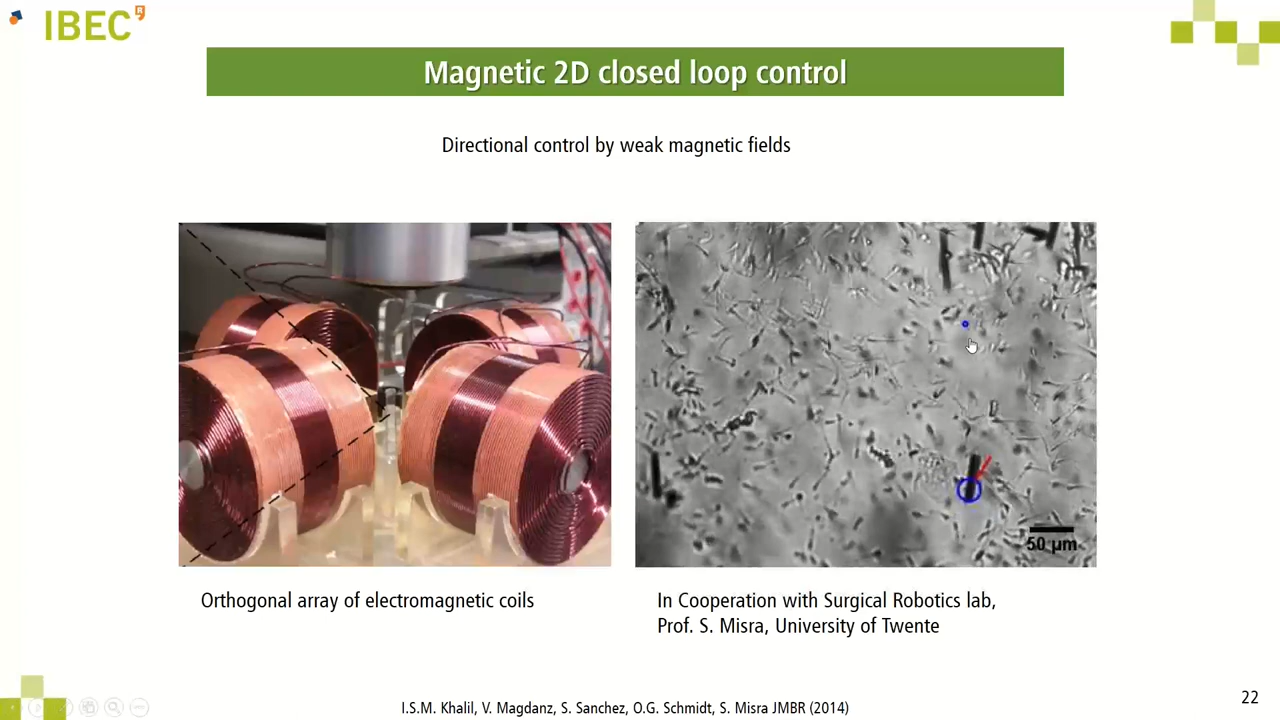 IBEC
Magnetic 2D closed loop control
Directional control by weak magnetic fields
50 µm
Orthogonal array of electromagnetic coils
In Cooperation with Surgical Robotics lab,
Prof. S. Misra, University of Twente
I.S.M. Khalil, V. Magdanz, S. Sanchez, O.G. Schmidt, S. Misra JMBR (2014)
22